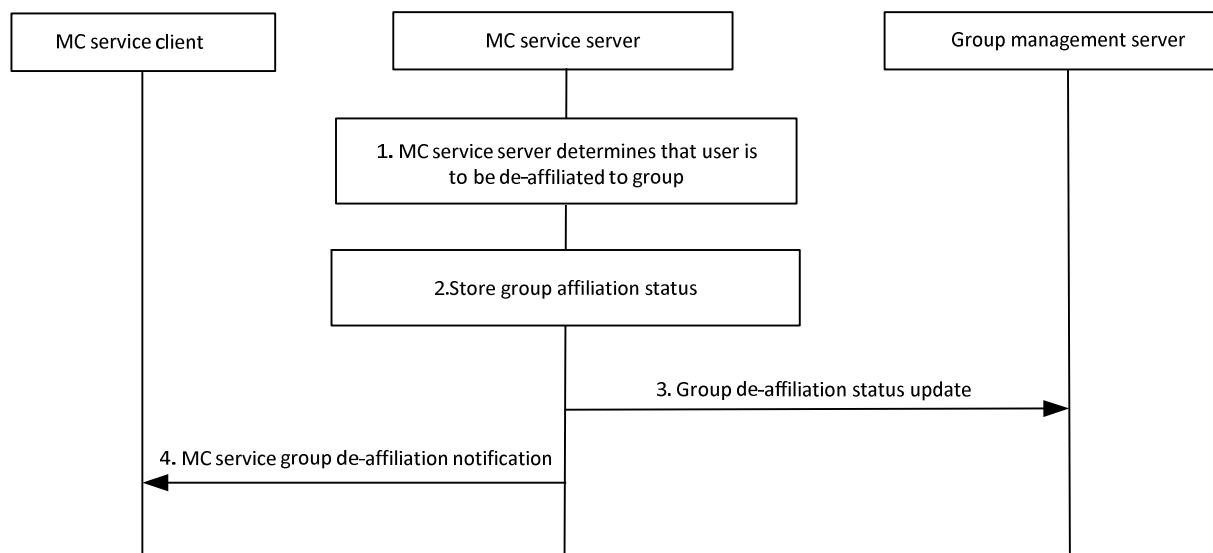 MC service client
MC service server
Group management server
1. MC service server determines that user is
to be de-affiliated to group
2.Store group affiliation status
3. Group de-affiliation status update
4. MC service group de-affiliation notification